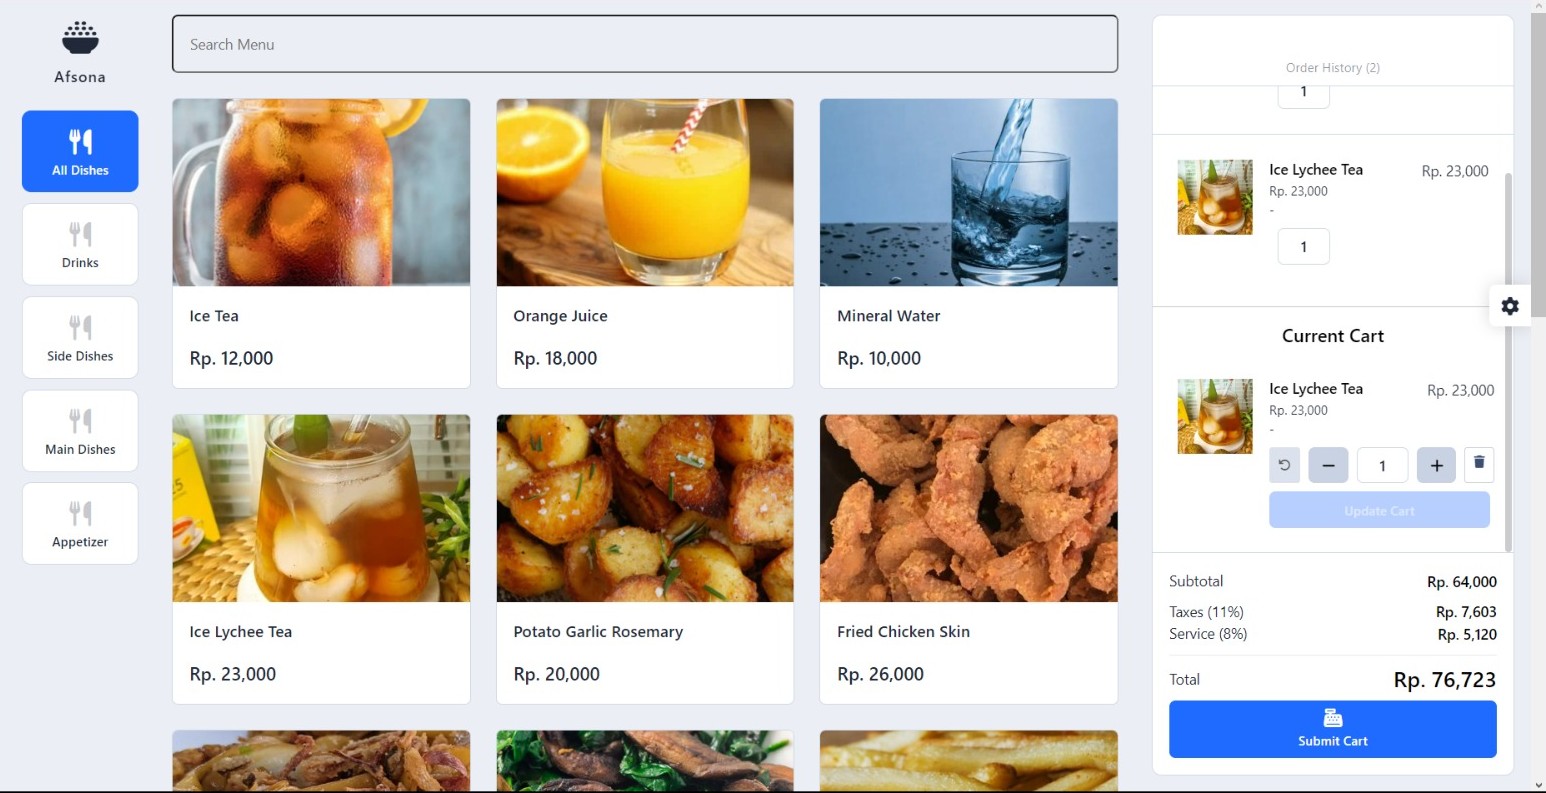 Afsona
All Dishes
Drinks
Side Dishes
Main Dishes
Appetizer
Search Menu
Ice Tea
Rp. 12,000
Orange Juice
Rp. 18,000
Mineral Water
Rp. 10,000
Ice Lychee Tea
Rp. 23,000
Potato Garlic Rosemary
Rp. 20,000
Fried Chicken Skin
Rp. 26,000
Order History (2)
1
Ice Lychee Tea Rp. 23,000
Rp. 23,000
-
1
Current Cart
Ice Lychee Tea Rp. 23,000
Rp. 23,000
-
1
Update Cart
Subtotal Rp. 64,000
Taxes (11%) Rp. 7,603
Service (8%) Rp. 5,120
Total Rp. 76,723
Submit Cart